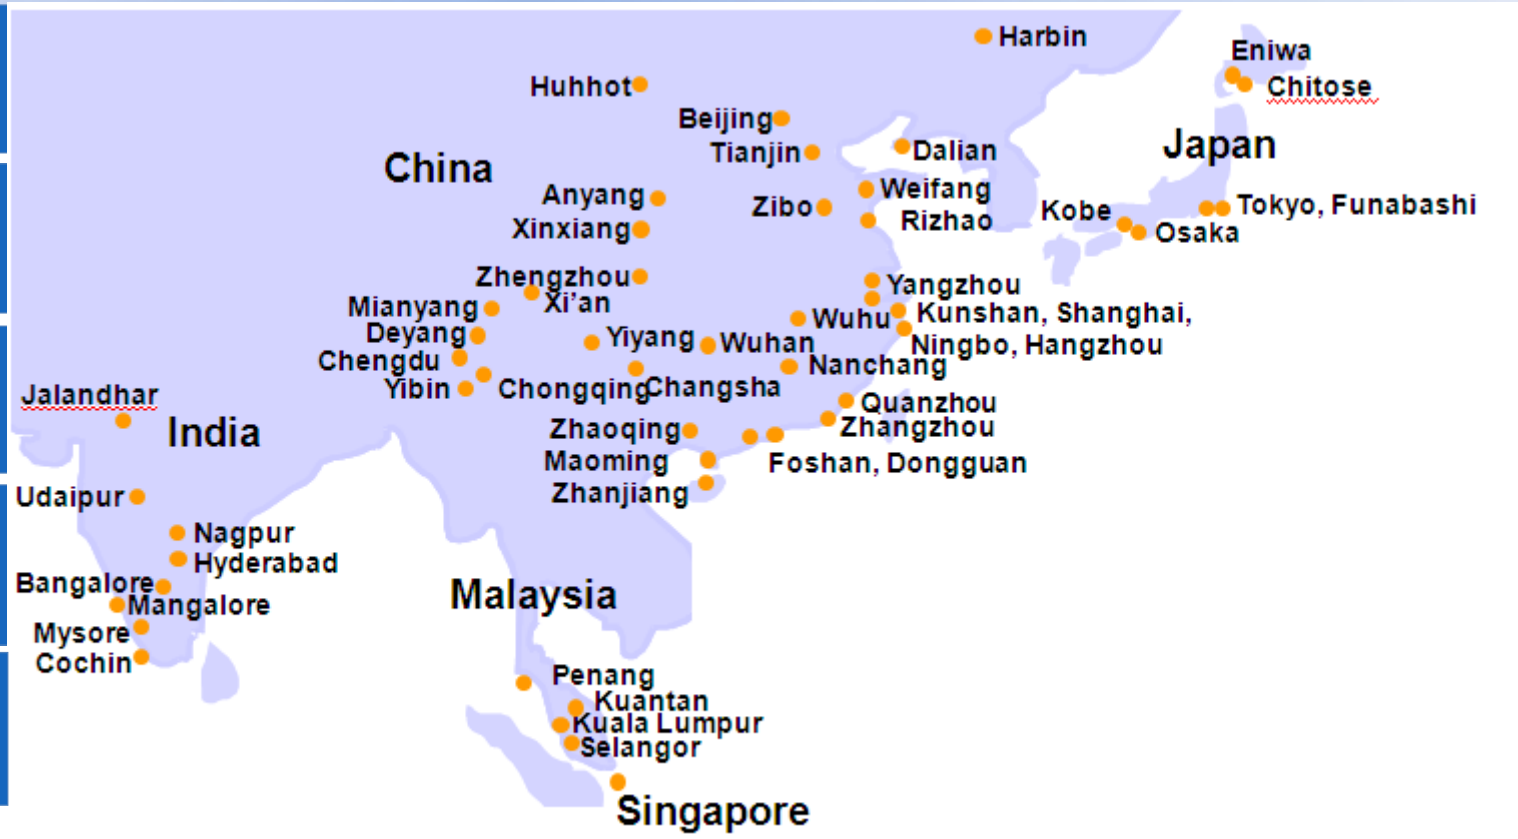 Harbin
Eniwa
Huhhot
Chitose
Beijing
Japan
Tianjin
Dalian
China
Anyang
Weifang
Zibo
Kobe
Tokyo, Funabashi
Xinxiang
Rizhao
Osaka
Zhengzhou
Yangzhou
Mianyang
Xi’an
Wuhu
Kunshan, Shanghai,
Deyang
Yiyang
Wuhan
Ningbo, Hangzhou
Chengdu
Nanchang
Yibin
Chongqing
Changsha
Jalandhar
Quanzhou
India
Zhaoqing
Zhangzhou
Maoming
Foshan, Dongguan
Udaipur
Zhanjiang
Nagpur
Hyderabad
Bangalore
Malaysia
Mangalore
Mysore
Cochin
Penang
Kuantan
Kuala Lumpur
Selangor
Singapore